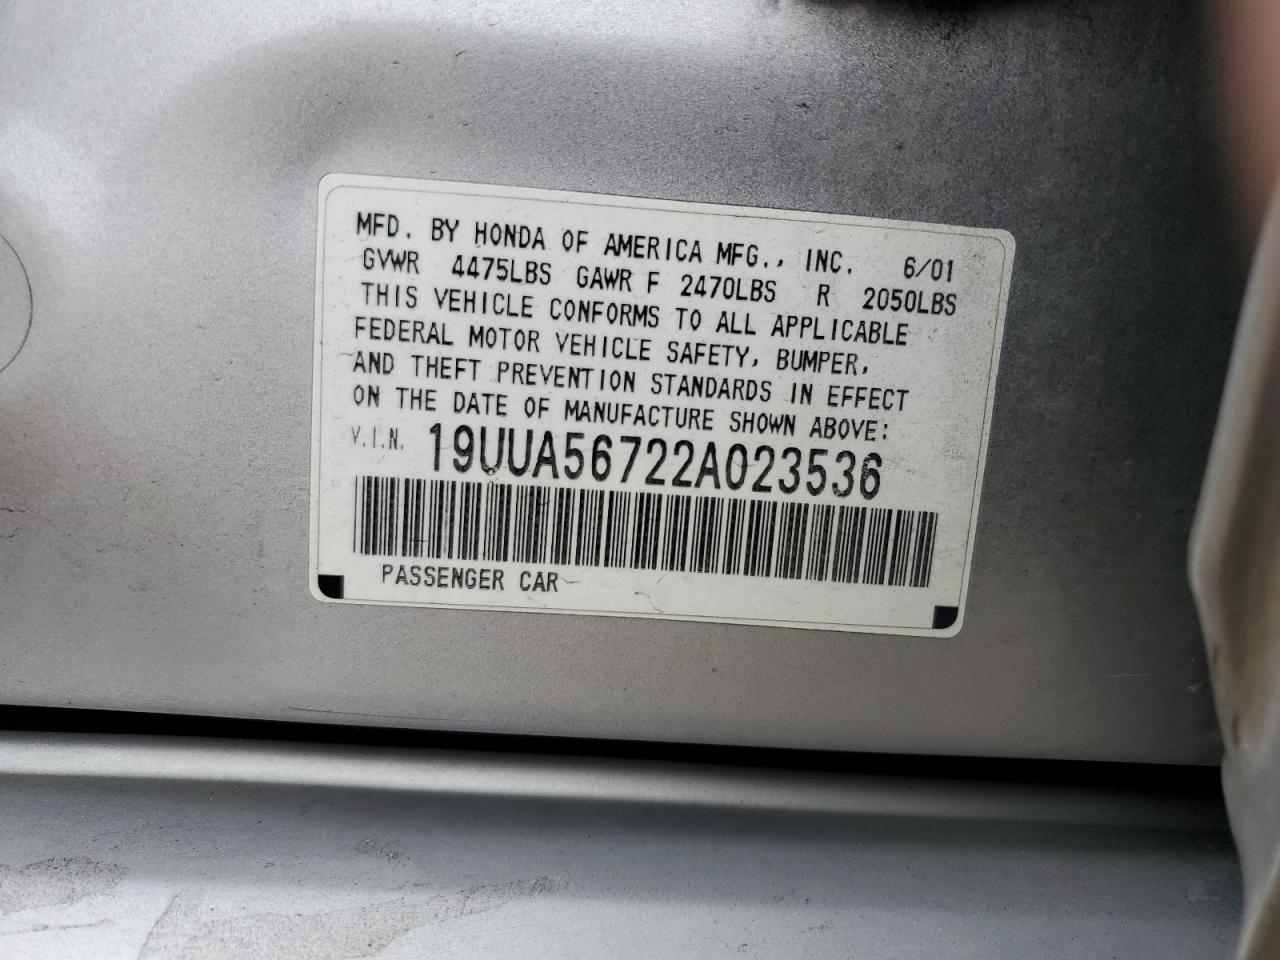 MFD. BY HONDA OF AMERICA MFG., INC. 6/01
GVWR 4475LBS GAWR F 2470LBS R 2050LBS
THIS VEHICLE CONFORMS TO ALL APPLICABLE
FEDERAL MOTOR VEHICLE SAFETY, BUMPER,
AND THEFT PREVENTION STANDARDS IN EFFECT
ON THE DATE OF MANUFACTURE SHOWN ABOVE:
V.I.N. 19UUA56722A023536
PASSENGER CAR